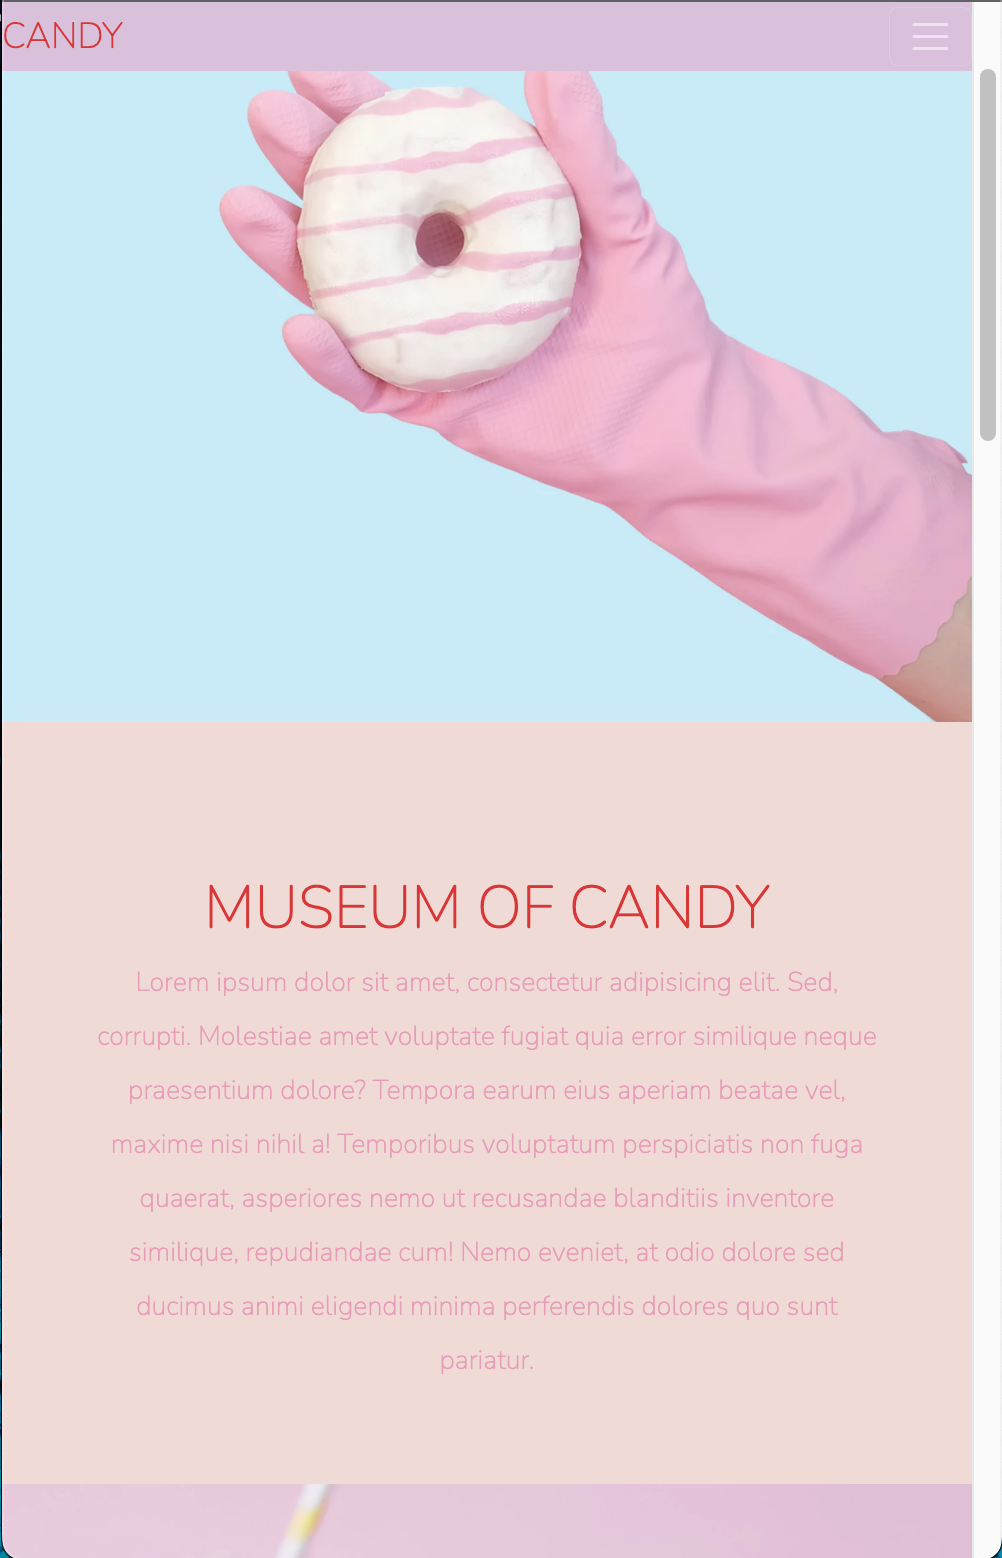 CANDY
MUSEUM OF CANDY
Lorem ipsum dolor sit amet, consectetur adipisicing elit. Sed,
corrupti. Molestiae amet voluptate fugiat quia error similique neque
praesentium dolore? Tempora earum eius aperiam beatae vel,
maxime nisi nihil a! Temporibus voluptatum perspiciatis non fuga
quaerat, asperiores nemo ut recusandae blanditiis inventore
similique, repudiandae cum! Nemo eveniet, at odio dolore sed
ducimus animi eligendi minima perferendis dolores quo sunt
pariatur.